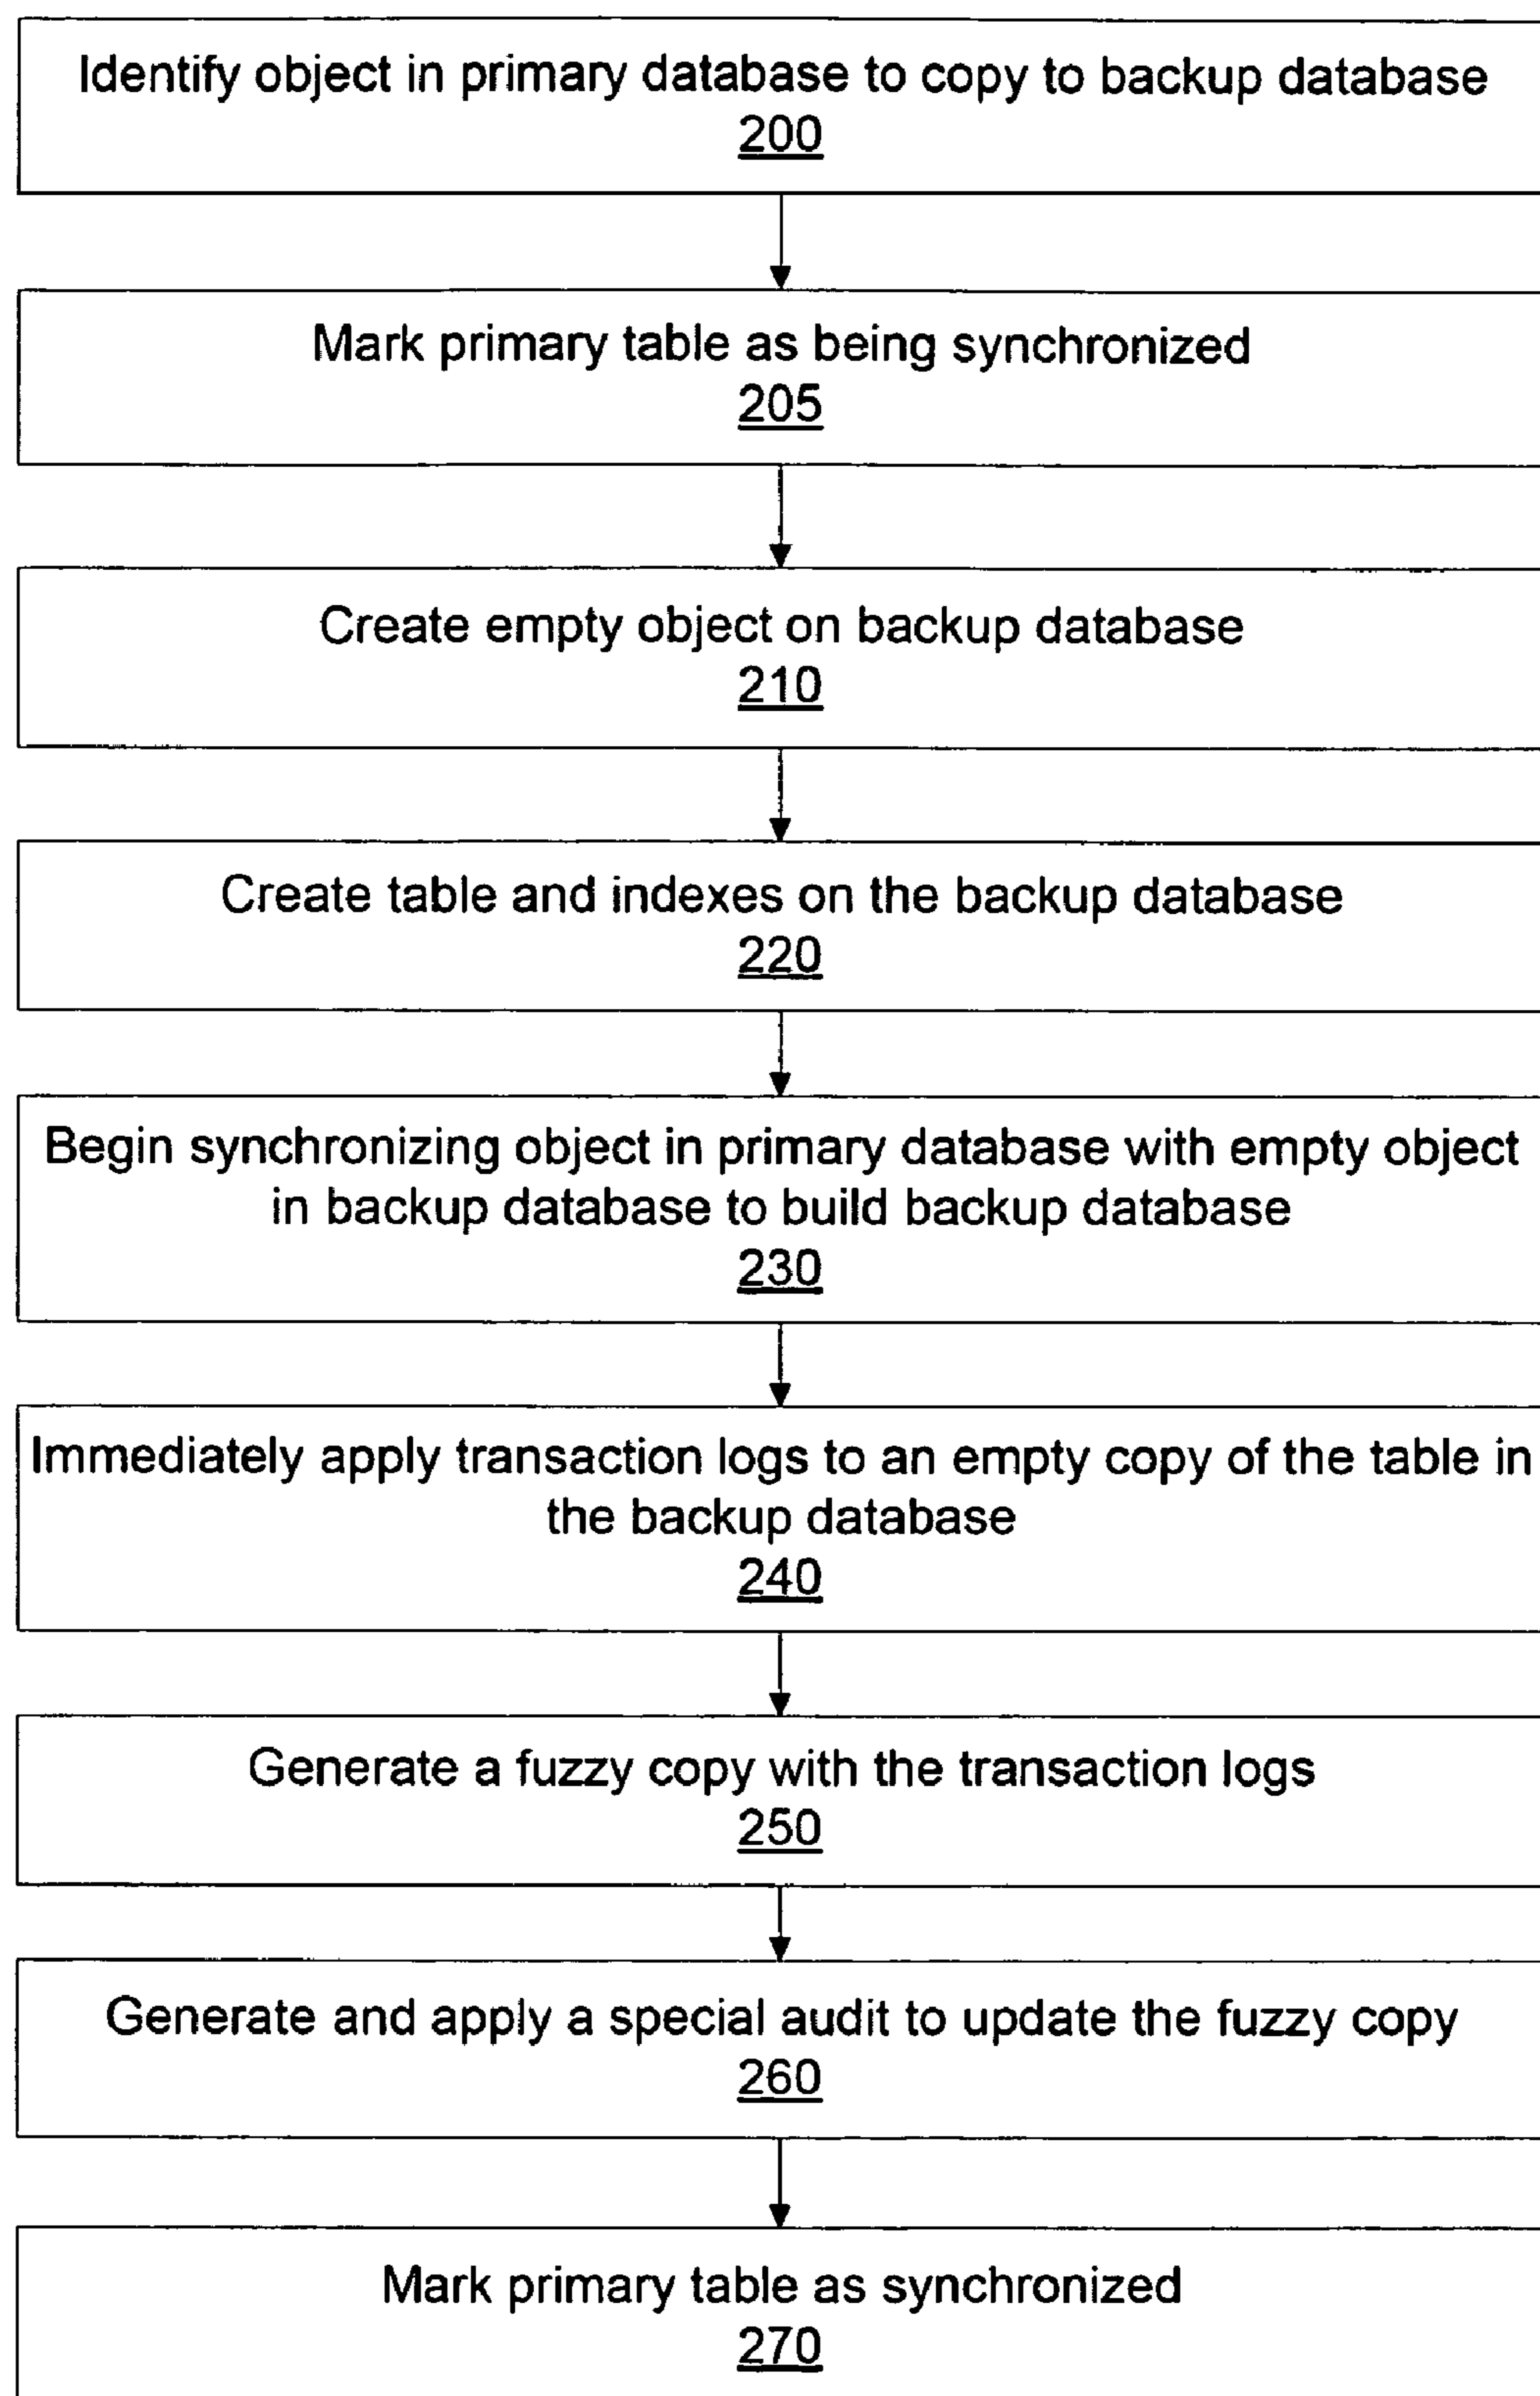 Identify object in primary database to copy to backup database
200
Mark primary table as being synchronized
205
Create empty object on backup database
210
Create table and indexes on the backup database
220
Begin synchronizing object in primary database with empty object
in backup database to build backup database
230
Immediately apply transaction logs to an empty copy of the table in
the backup database
240
Generate a fuzzy copy with the transaction logs
250
Generate and apply a special audit to update the fuzzy copy
260
Mark primary table as synchronized
270